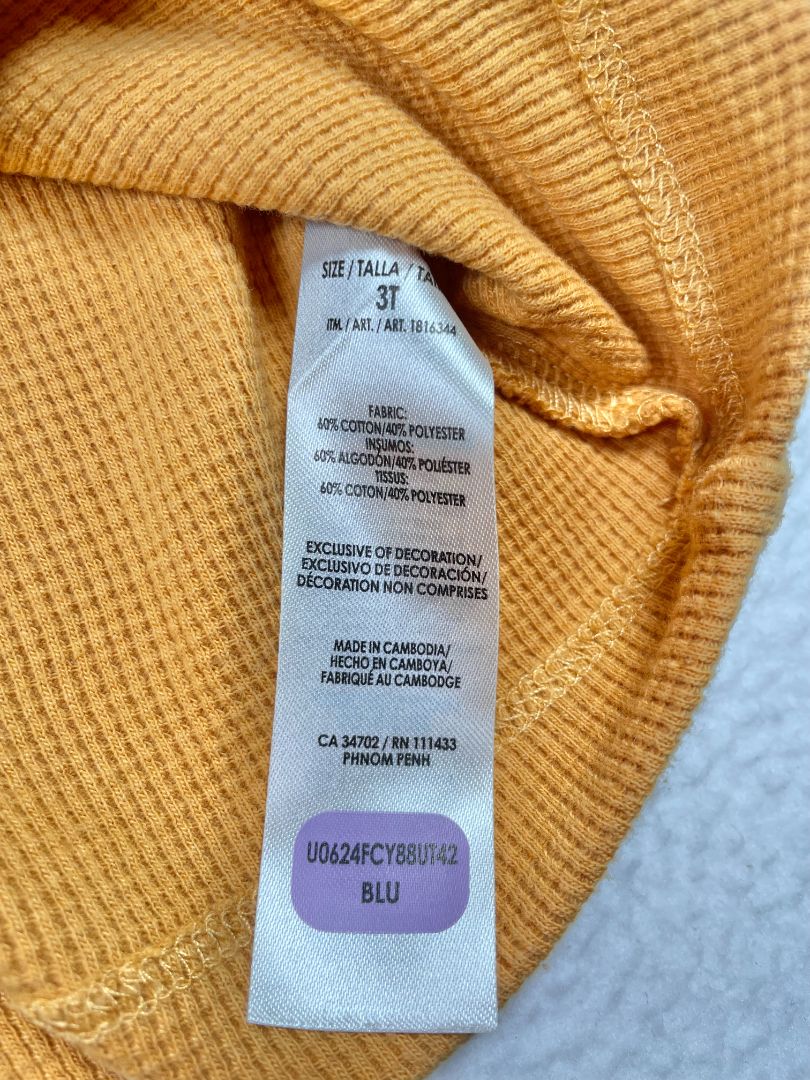 SIZE / TALLA /
3T
ITM. / ART. / ART. 1816344
FABRIC:
60% COTTON/40% POLYESTER
INSUMOS:
60% ALGODÓN/40% POLIÉSTER
TISSUS:
60% COTON/40% POLYESTER
EXCLUSIVE OF DECORATION/
EXCLUSIVO DE DECORACIÓN/
DÉCORATION NON COMPRISES
MADE IN CAMBODIA/
HECHO EN CAMBOYA/
FABRIQUÉ AU CAMBODGE
CA 34702 / RN 111433
PHNOM PENH
U0624FCY88UT42
BLU